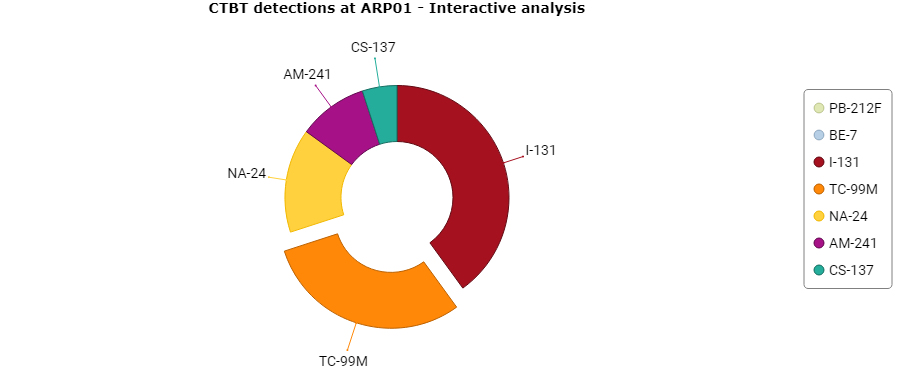 CTBT detections at ARP01 - Interactive analysis
CS-137
AM-241
I-131
NA-24
TC-99M
PB-212F
BE-7
I-131
TC-99M
NA-24
AM-241
CS-137